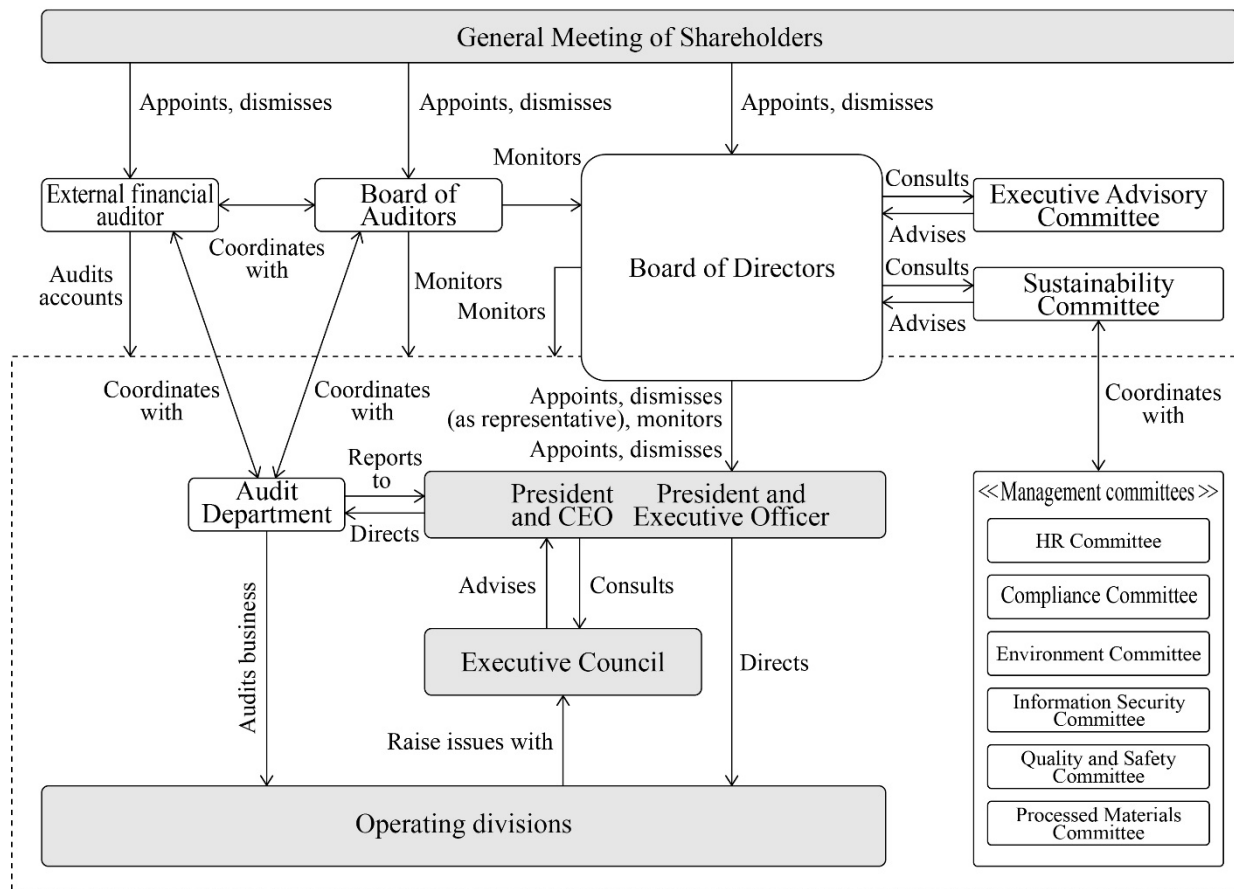 General Meeting of Shareholders
Appoints, dismisses
Appoints, dismisses
Appoints, dismisses
Monitors
External financial
auditor
Board of
Auditors
Coordinates
with
Audits
accounts
Monitors
Monitors
Board of Directors
Consults
Advises
Executive Advisory
Committee
Consults
Advises
Sustainability
Committee
Coordinates
with
Coordinates
with
Coordinates
with
Appoints, dismisses
(as representative), monitors
Appoints, dismisses
Audit
Department
Reports
to
Directs
President
and CEO
President and
Executive Officer
Advises
Consults
Executive Council
Audits business
Directs
Raise issues with
Operating divisions
<<Management committees>>
HR Committee
Compliance Committee
Environment Committee
Information Security
Committee
Quality and Safety
Committee
Processed Materials
Committee